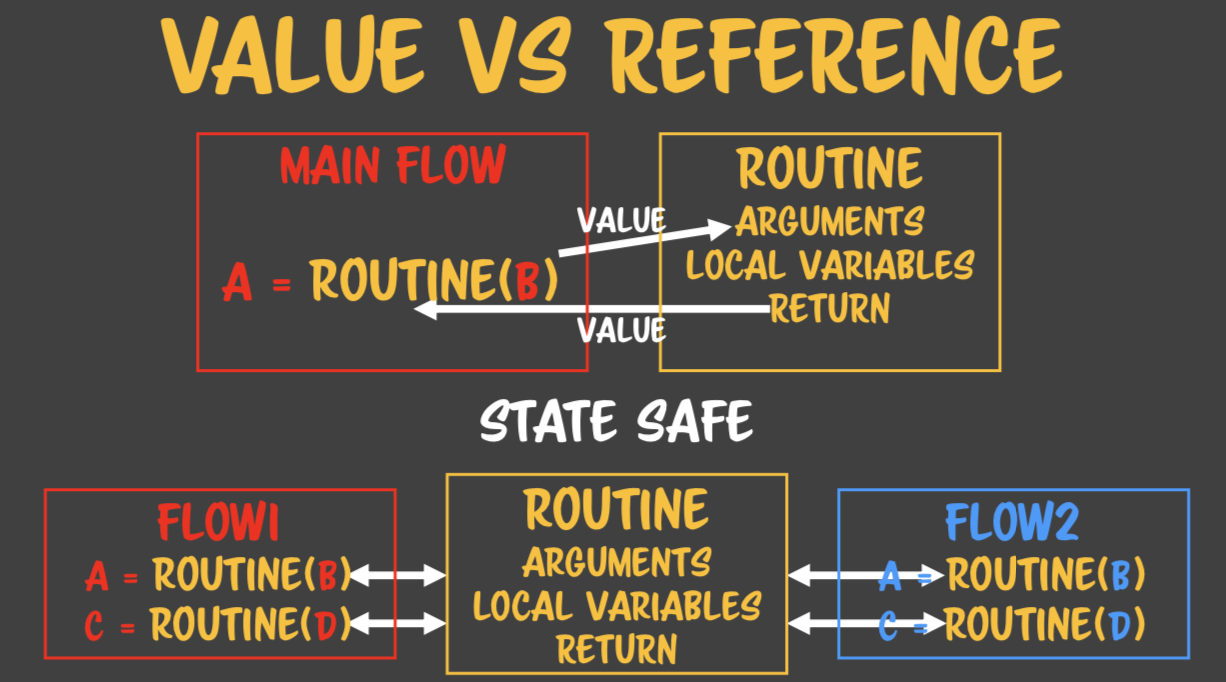 VALUE VS REFERENCE
MAIN FLOW
A = ROUTINE(B)
VALUE
VALUE
ROUTINE
ARGUMENTS
LOCAL VARIABLES
RETURN
STATE SAFE
FLOW1
A = ROUTINE(B)
C = ROUTINE(D)
ROUTINE
ARGUMENTS
LOCAL VARIABLES
RETURN
FLOW2
A = ROUTINE(B)
C = ROUTINE(D)